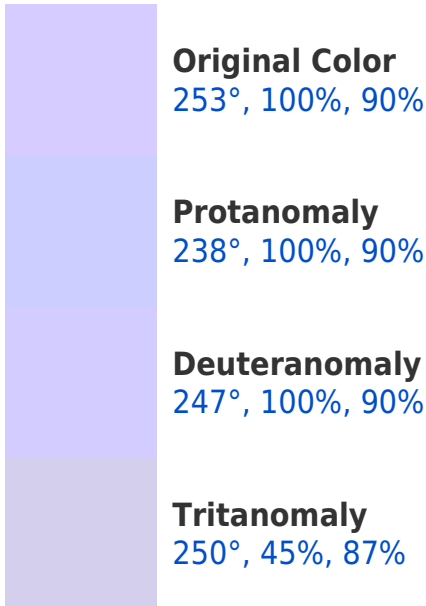 Original Color
253°, 100%, 90%
Protanomaly
238°, 100%, 90%
Deuteranomaly
247°, 100%, 90%
Tritanomaly
250°, 45%, 87%